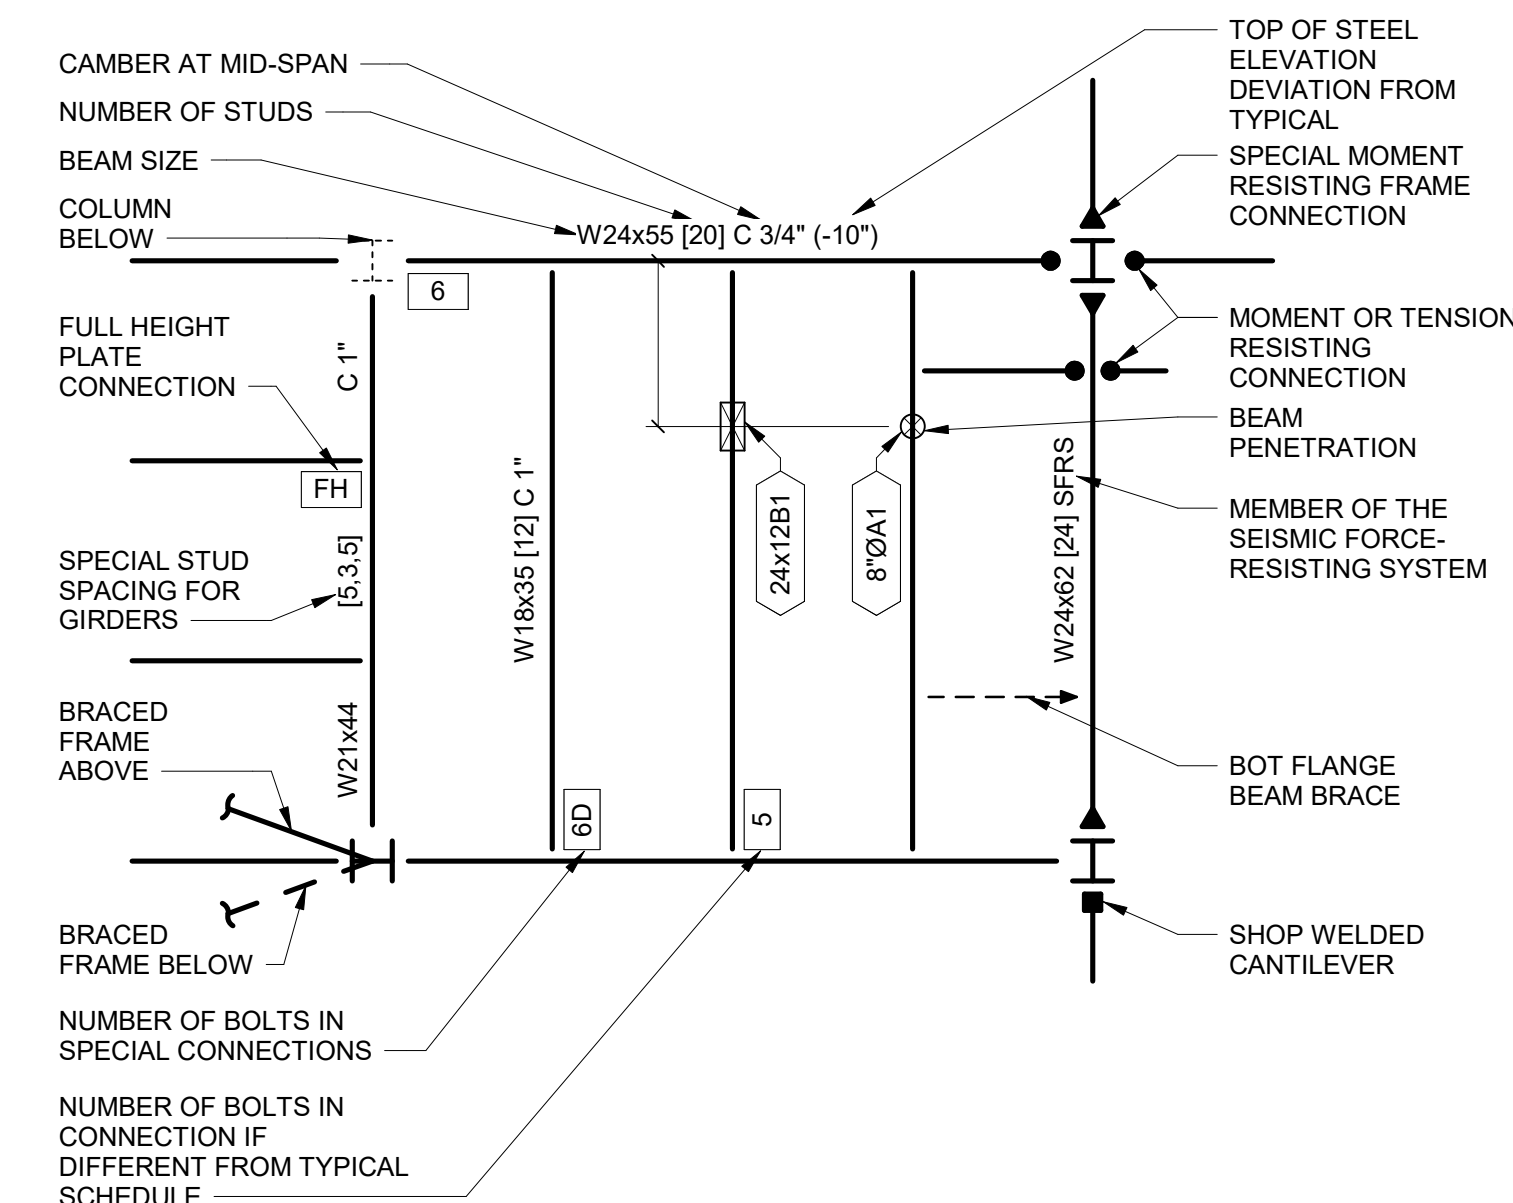 CAMBER AT MID-SPAN
NUMBER OF STUDS
BEAM SIZE
COLUMN
BELOW
FULL HEIGHT
PLATE
CONNECTION
SPECIAL STUD
SPACING FOR
GIRDERS
BRACED
FRAME
ABOVE
BRACED
FRAME BELOW
NUMBER OF BOLTS IN
SPECIAL CONNECTIONS
NUMBER OF BOLTS IN
CONNECTION IF
DIFFERENT FROM TYPICAL
SCHEDULE
W24x55 [20] C 3/4" (-10")
6
C 1"
FH
[5,3,5]
W21x44
W18x35 [12] C 1"
6D
5
24x12B1
8"ØA1
W24x62 [24] SFRS
TOP OF STEEL
ELEVATION
DEVIATION FROM
TYPICAL
SPECIAL MOMENT
RESISTING FRAME
CONNECTION
MOMENT OR TENSION
RESISTING
CONNECTION
BEAM
PENETRATION
MEMBER OF THE
SEISMIC FORCE-
RESISTING SYSTEM
BOT FLANGE
BEAM BRACE
SHOP WELDED
CANTILEVER